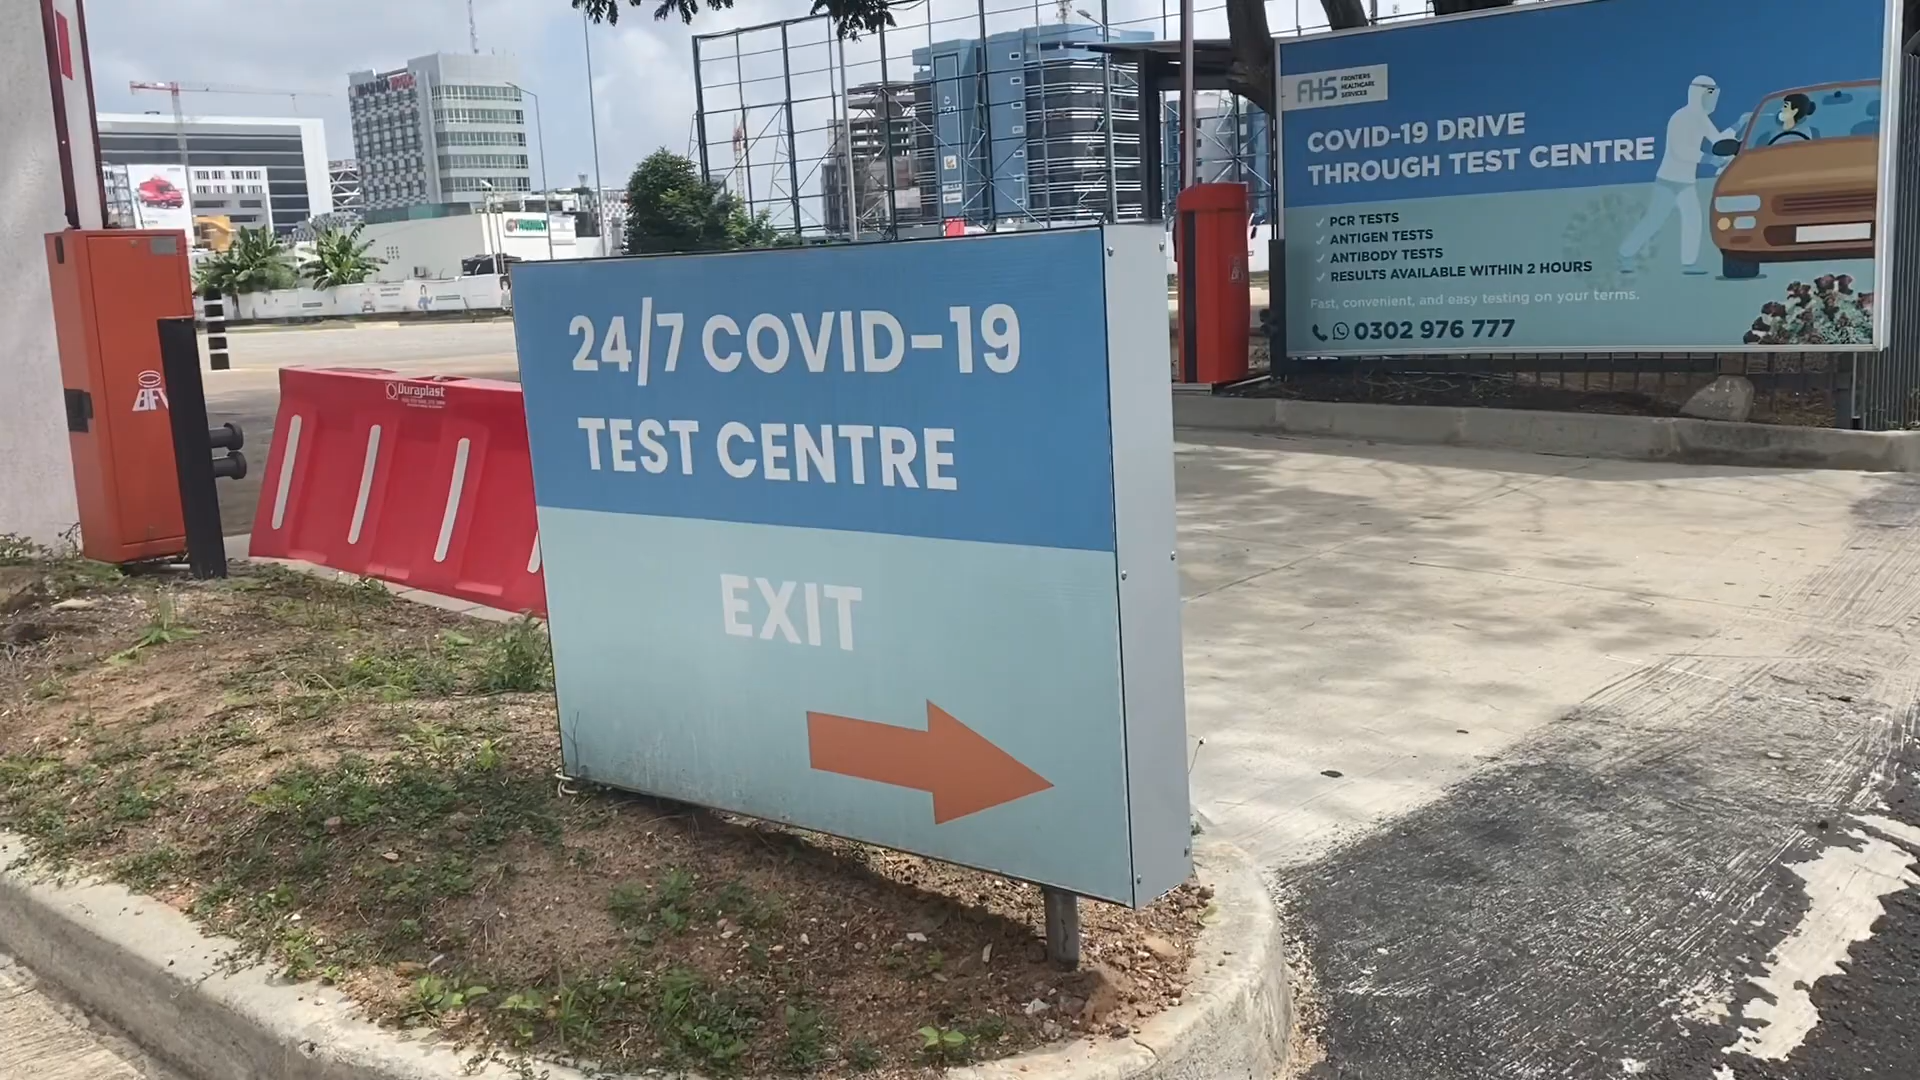 24/7 COVID-19
TEST CENTRE
EXIT
FHS FRONTIERS
HEALTHCARE
SERVICES
COVID-19 DRIVE
THROUGH TEST CENTRE
PCR TESTS
ANTIGEN TESTS
ANTIBODY TESTS
RESULTS AVAILABLE WITHIN 2 HOURS
Fast, convenient, and easy testing on your terms.
0302 976 777
Duraplast